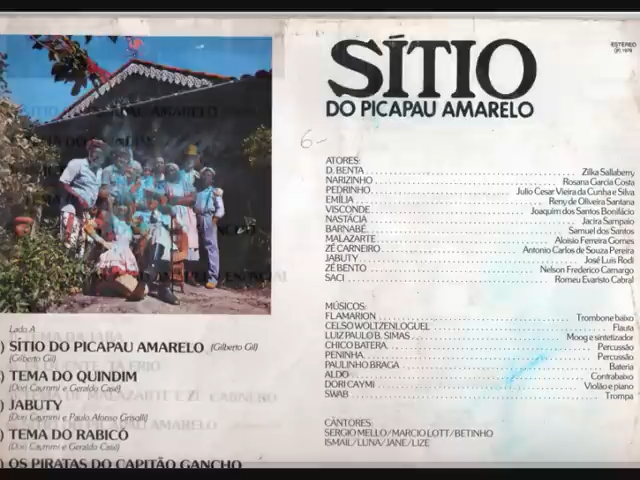 SÍTIO
DO PICAPAU AMARELO
ESTÉREO
6-
ATORES:
D. BENTA Zilka Sallaberry
NARIZINHO Rosana Garcia Costa
PEDRINHO Julio Cesar Vieira da Cunha e Silva
EMÍLIA Reny de Oliveira Santana
VISCONDE Joaquim dos Santos Bonifácio
NASTÁCIA Jacira Sampaio
BARNABÉ Samuel dos Santos
MALAZARTE Aloisio Ferreira Gomes
ZÉ CARNEIRO Antonio Carlos de Souza Pereira
JABUTY José Luis Rodi
ZÉ BENTO Nelson Frederico Camargo
SACI Romeu Evaristo Cabral
MÚSICOS:
FLAMARION Trombone baixo
CELSO WOLTZENLOGUEL Flauta
LUIZ PAULO B. SIMAS Moog e sintetizador
CHICO BATERA Percussão
PENINHA Percussão
PAULINHO BRAGA Bateria
ALDO Contrabaixo
DORI CAYMI Violão e piano
SWAB Trompa
CANTORES:
SERGIO MELLO/MARCIO LOTT/BETINHO
ISMAIL/LUNA/JANE/LIZE
Lado A
) SÍTIO DO PICAPAU AMARELO (Gilberto Gil)
(Gilberto Gil)
) TEMA DO QUINDIM
(Dori Caymmi e Geraldo Casé)
) JABUTY
(Dori Caymmi e Paulo Afonso Grisolli)
) TEMA DO RABICÓ
(Dori Caymmi e Geraldo Casé)
) OS PIRATAS DO CAPITÃO GANCHO